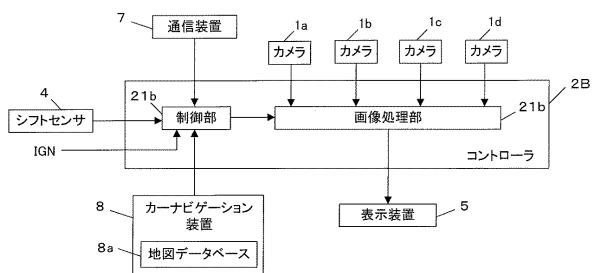 7
通信装置
1a
カメラ
1b
カメラ
1c
カメラ
1d
カメラ
2B
4
シフトセンサ
IGN
21b
制御部
画像処理部
21b
コントローラ
8
カーナビゲーション
装置
8a
地図データベース
表示装置
5